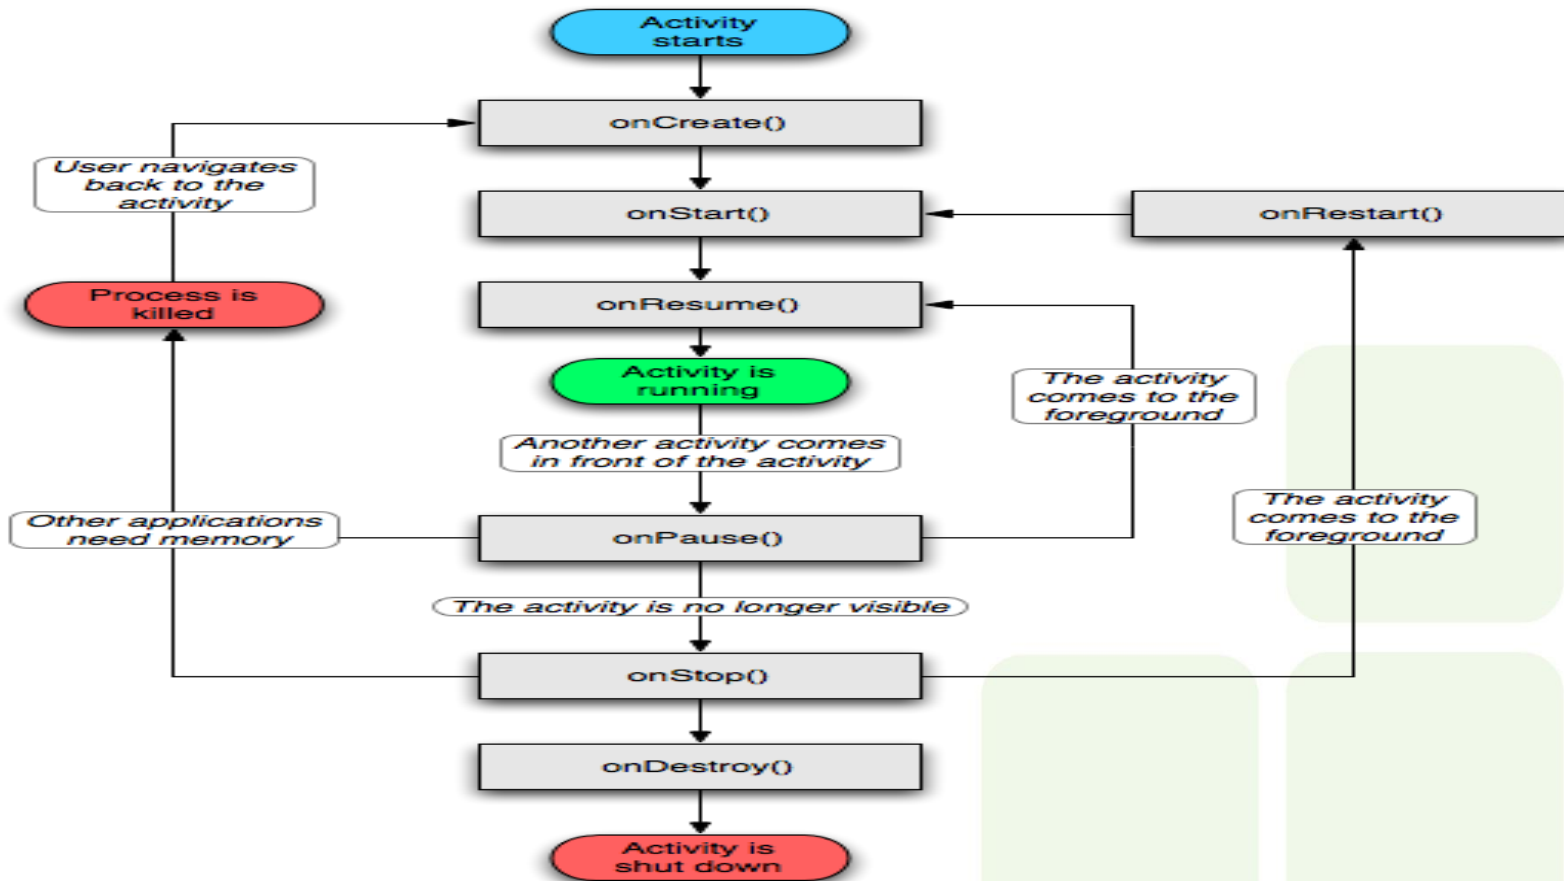 Activity
starts
onCreate()
User navigates
back to the
activity
onStart()
onRestart()
Process is
killed
onResume()
Activity is
running
The activity
comes to the
foreground
Another activity comes
in front of the activity
The activity
comes to the
foreground
Other applications
need memory
onPause()
The activity is no longer visible
onStop()
onDestroy()
Activity is
shut down